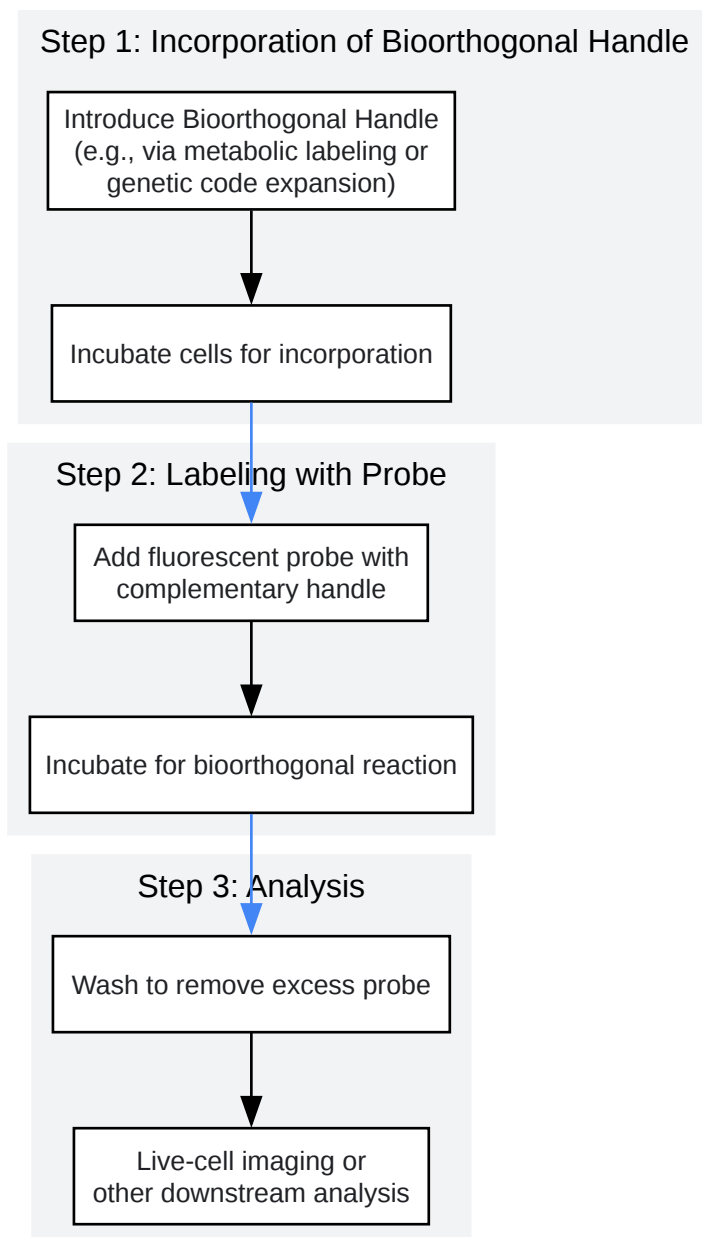 Step 1: Incorporation of Bioorthogonal Handle
Introduce Bioorthogonal Handle
(e.g., via metabolic labeling or
genetic code expansion)
Incubate cells for incorporation
Step 2: Labeling with Probe
Add fluorescent probe with
complementary handle
Incubate for bioorthogonal reaction
Step 3: Analysis
Wash to remove excess probe
Live-cell imaging or
other downstream analysis